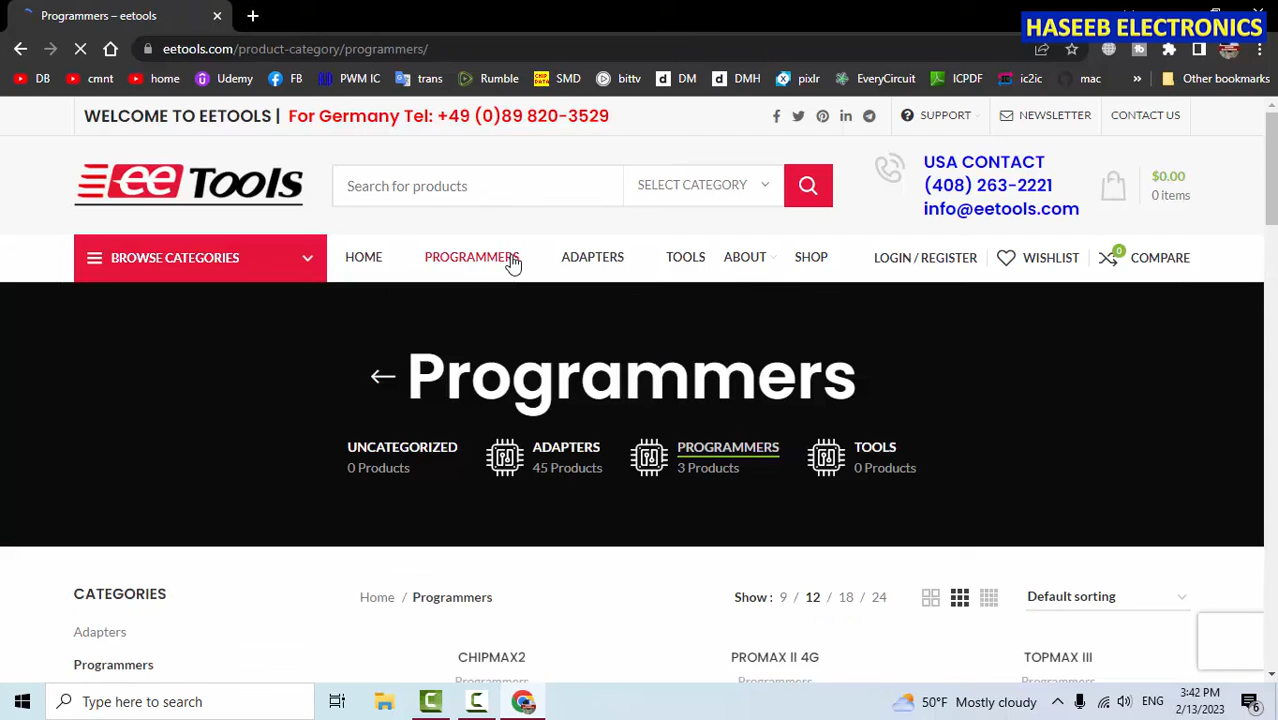 Programmers – eetools
HASEEB ELECTRONICS
eetools.com/product-category/programmers/
DB cmnt home Udemy FB PWM IC trans Rumble SMD bittv DM DMH pixlr EveryCircuit ICPDF ic2ic mac » Other bookmarks
WELCOME TO EETOOLS | For Germany Tel: +49 (0)89 820-3529
SUPPORT NEWSLETTER CONTACT US
ee Tools
Search for products SELECT CATEGORY
USA CONTACT
(408) 263-2221
info@eetools.com
$0.00
0 items
BROWSE CATEGORIES HOME PROGRAMMERS ADAPTERS TOOLS ABOUT SHOP LOGIN / REGISTER WISHLIST 0 COMPARE
Programmers
UNCATEGORIZED
0 Products
ADAPTERS
45 Products
PROGRAMMERS
3 Products
TOOLS
0 Products
CATEGORIES
Adapters
Programmers
Home / Programmers
Show : 9 / 12 / 18 / 24
Default sorting
CHIPMAX2
Programmers
PROMAX II 4G
Programmers
TOPMAX III
Programmers
Type here to search
50°F Mostly cloudy
ENG
3:42 PM
2/13/2023
6